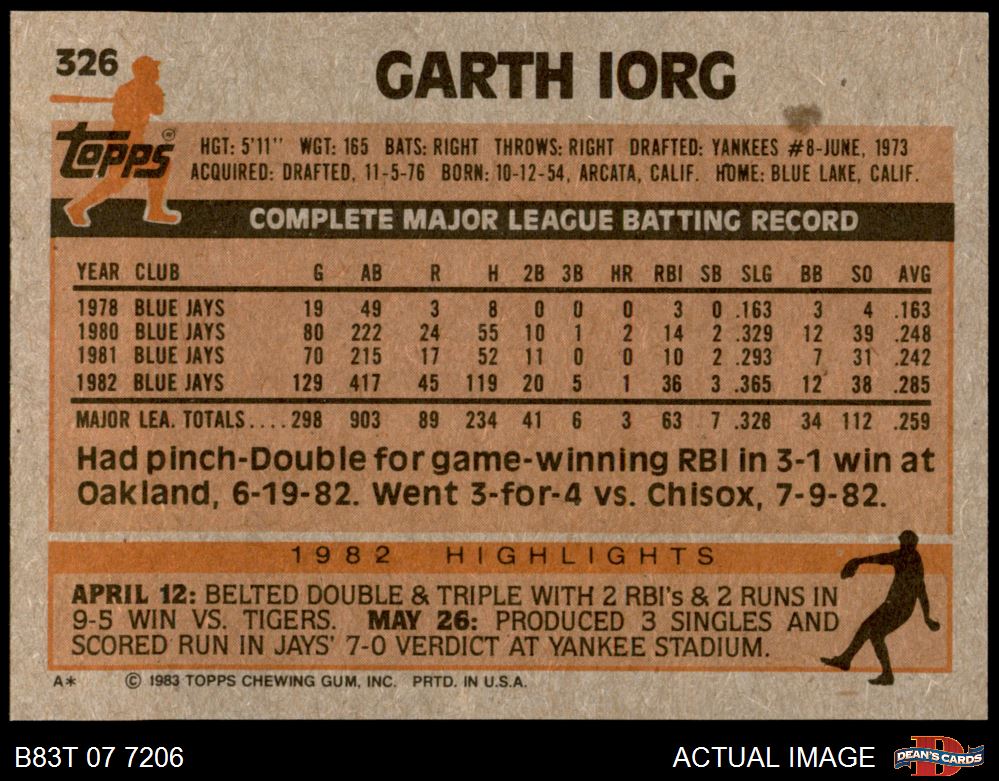 326
GARTH IORG
topps®
HGT: 5'11" WGT: 165 BATS: RIGHT THROWS: RIGHT DRAFTED: YANKEES #8-JUNE, 1973
ACQUIRED: DRAFTED, 11-5-76 BORN: 10-12-54, ARCATA, CALIF. HOME: BLUE LAKE, CALIF.
COMPLETE MAJOR LEAGUE BATTING RECORD
YEAR CLUB G AB R H 2B 3B HR RBI SB SLG BB SO AVG
1978 BLUE JAYS 19 49 3 8 0 0 0 3 0 .163 3 4 .163
1980 BLUE JAYS 80 222 24 55 10 1 2 14 2 .329 12 39 .248
1981 BLUE JAYS 70 215 17 52 11 0 0 10 2 .293 7 31 .242
1982 BLUE JAYS 129 417 45 119 20 5 1 36 3 .365 12 38 .285
MAJOR LEA. TOTALS....298 903 89 234 41 6 3 63 7 .328 34 112 .259
Had pinch-Double for game-winning RBI in 3-1 win at
Oakland, 6-19-82. Went 3-for-4 vs. Chisox, 7-9-82.
1982 HIGHLIGHTS
APRIL 12: BELTED DOUBLE & TRIPLE WITH 2 RBI's & 2 RUNS IN
9-5 WIN VS. TIGERS. MAY 26: PRODUCED 3 SINGLES AND
SCORED RUN IN JAYS' 7-0 VERDICT AT YANKEE STADIUM.
A* © 1983 TOPPS CHEWING GUM, INC. PRTD. IN U.S.A.
B83T 07 7206
ACTUAL IMAGE
D
DEAN'S CARDS